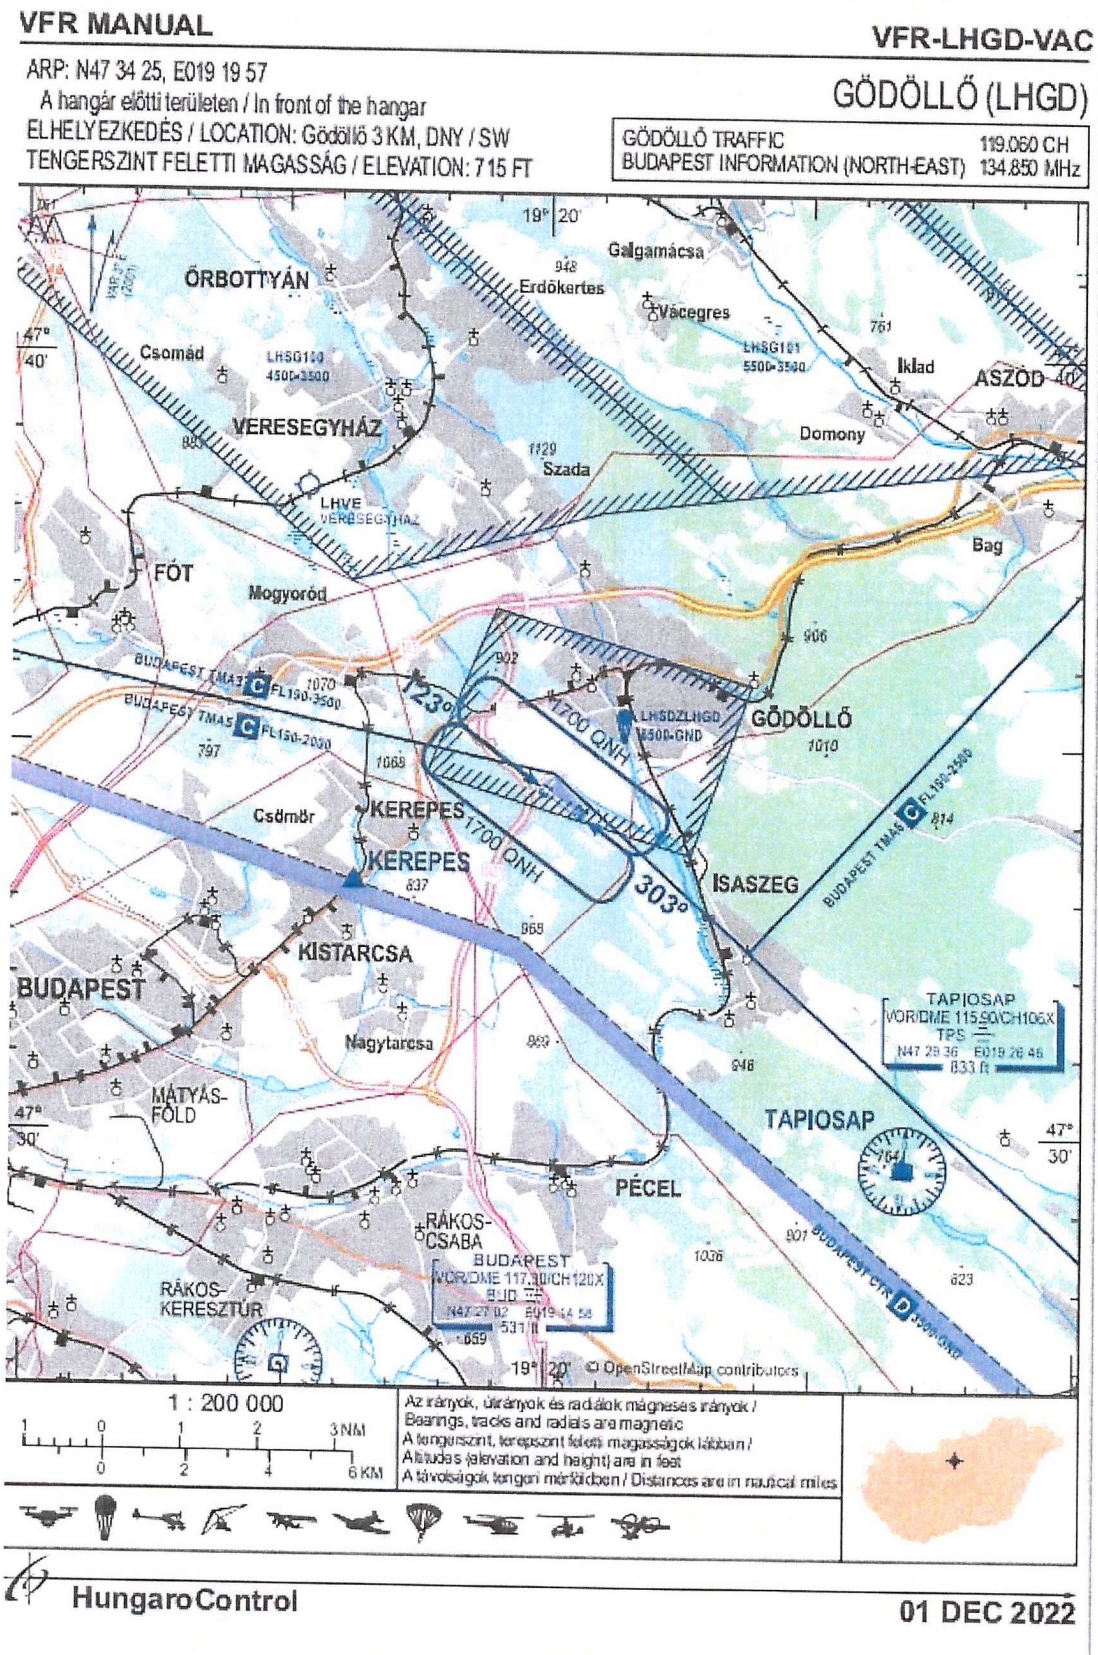 VFR MANUAL
VFR-LHGD-VAC
ARP: N47 34 25, E019 19 57
A hangár előtti területen / In front of the hangar
ELHELYEZKEDÉS / LOCATION: Gödöllő 3 KM, DNY / SW
TENGERSZINT FELETTI MAGASSÁG / ELEVATION: 715 FT
GÖDÖLLŐ (LHGD)
GÖDÖLLŐ TRAFFIC 119.060 CH
BUDAPEST INFORMATION (NORTH-EAST) 134.850 MHz
19° 20'
Galgamácsa
948
Erdőkertes
ŐRBOTTYÁN
Vácegres
761
47°
40'
Csomád
LHSG100
4500-3500
LHSG101
5500-3500
Iklad
ASZÓD
40'
VERESEGYHÁZ
Domony
1129
Szada
LHVE
VERESEGYHÁZ
Bag
FÓT
Mogyoród
906
902
BUDAPEST TMA3 C FL190-3500
1070
123°
BUDAPEST TMA5 C FL190-2000
1700 QNH
LHSDZLHGD
6500-GND
GÖDÖLLŐ
1010
797
1068
Csömör
KEREPES
1700 QNH
BUDAPEST TMA5 C FL190-2500
814
KEREPES
837
303°
ISASZEG
968
KISTARCSA
BUDAPEST
TAPIOSAP
VOR/DME 115.90/CH106X
TPS
N47 29 36 E019 26 46
833 ft
Nagytarcsa
969
948
MÁTYÁS-
FÖLD
47°
30'
TAPIOSAP
47°
30'
764
PÉCEL
RÁKOS-
CSABA
901
1036
BUDAPEST CTR D 3500-GND
823
BUDAPEST
VOR/DME 117.30/CH120X
BUD
N47 27 02 E019 14 58
531 ft
RÁKOS-
KERESZTÚR
659
19° 20'
© OpenStreetMap contributors
1 : 200 000
1 0 1 2 3 NM
0 2 4 6 KM
Az irányok, útirányok és radiálok mágneses irányok /
Bearings, tracks and radials are magnetic
A tengerszint, terepszint feletti magasságok lábban /
Altitudes (elevation and height) are in feet
A távolságok tengeri mérföldben / Distances are in nautical miles
HungaroControl
01 DEC 2022